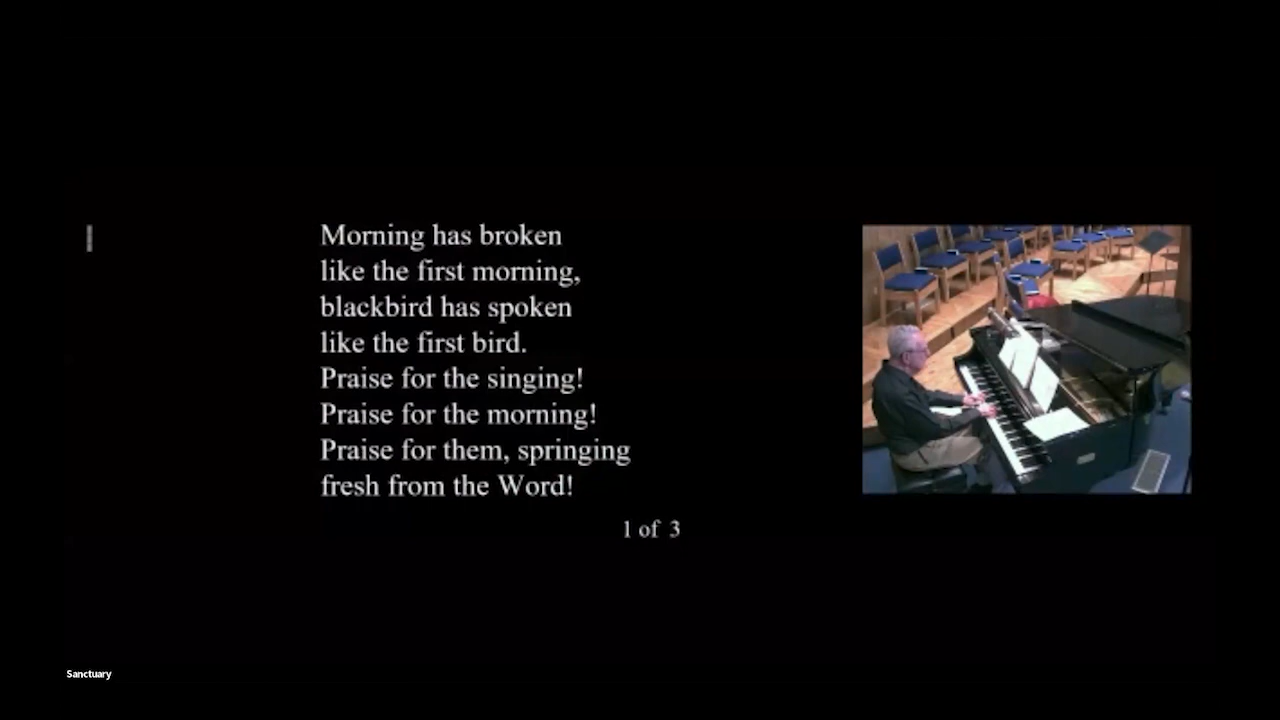 Morning has broken
like the first morning,
blackbird has spoken
like the first bird.
Praise for the singing!
Praise for the morning!
Praise for them, springing
fresh from the Word!
1 of 3
Sanctuary